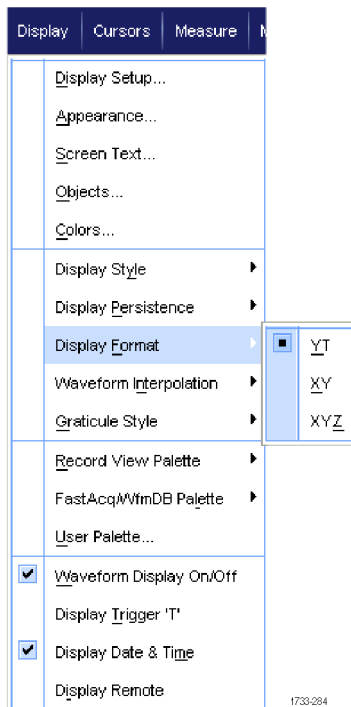 Display Cursors Measure
Display Setup...
Appearance...
Screen Text...
Objects...
Colors...
Display Style
Display Persistence
Display Format
YT
Waveform Interpolation
XY
Graticule Style
XYZ
Record View Palette
FastAcq/WfmDB Palette
User Palette...
Waveform Display On/Off
Display Trigger 'T'
Display Date & Time
Display Remote
1733-284